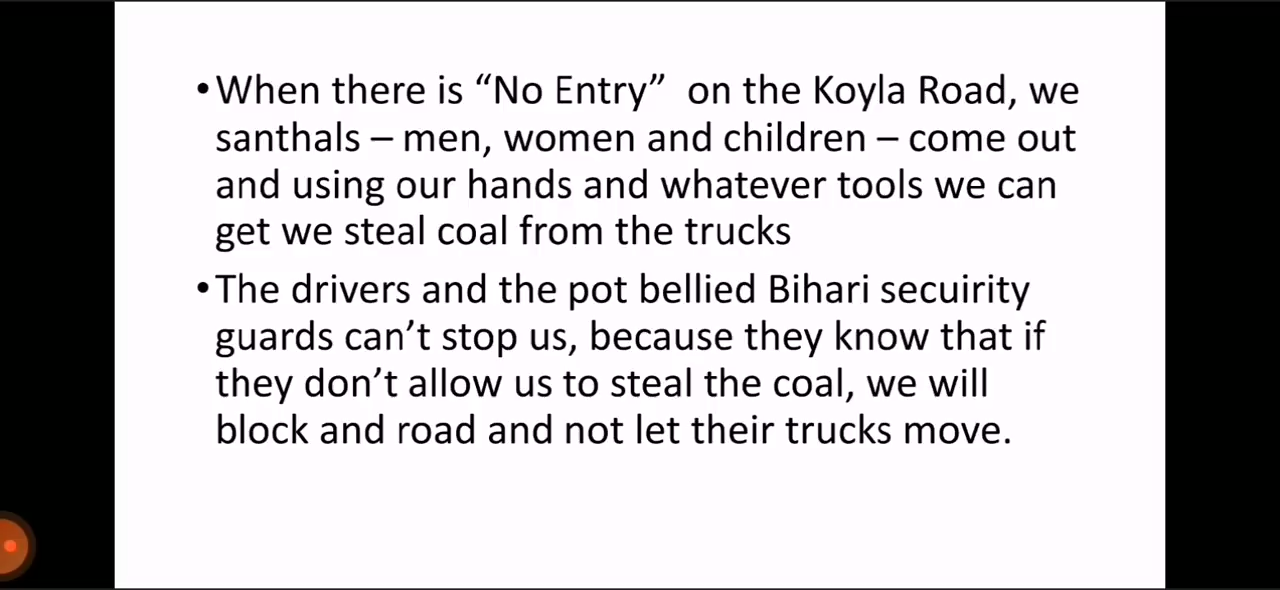 •When there is “No Entry”  on the Koyla Road, we
santhals – men, women and children – come out
and using our hands and whatever tools we can
get we steal coal from the trucks
•The drivers and the pot bellied Bihari secuirity
guards can’t stop us, because they know that if
they don’t allow us to steal the coal, we will
block and road and not let their trucks move.